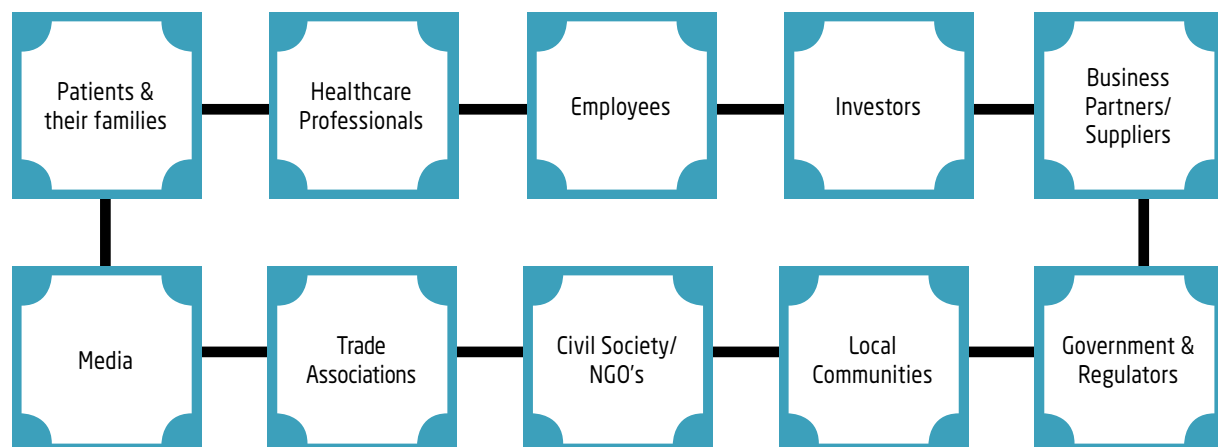 Patients &
their families
Healthcare
Professionals
Employees
Investors
Business
Partners/
Suppliers
Media
Trade
Associations
Civil Society/
NGO's
Local
Communities
Government &
Regulators